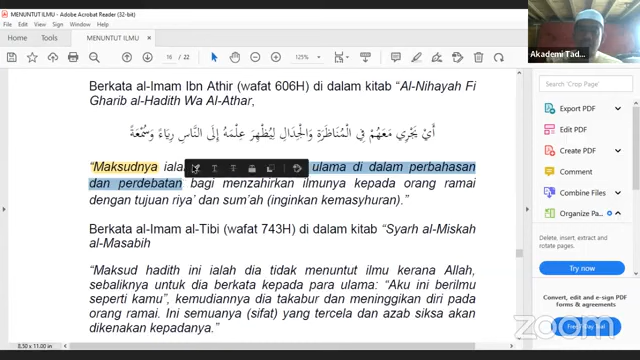 MENUNTUT ILMU - Adobe Acrobat Reader (32-bit)
File Edit View Sign Window Help
Home Tools MENUNTUT ILMU ×
16 / 22 125%
Akademi Tad...
Berkata al-Imam Ibn Athir (wafat 606H) di dalam kitab “Al-Nihayah Fi
Gharib al-Hadith Wa Al-Athar,
أَيْ يَجْرِي مَعَهُمْ فِي الْمُنَاظَرَةِ وَالْجِدَالِ لِيُظْهِرَ عِلْمَهُ إِلَى النَّاسِ رِيَاءً وَسُمْعَةً
“Maksudnya ulama di dalam perbahasan
dan perdebatan bagi menzahirkan ilmunya kepada orang ramai
dengan tujuan riya’ dan sum’ah (inginkan kemasyhuran).”
Berkata al-Imam al-Tibi (wafat 743H) di dalam kitab “Syarh al-Miskah
al-Masabih
“Maksud hadith ini ialah dia tidak menuntut ilmu kerana Allah,
sebaliknya untuk dia berkata kepada para ulama: “Aku ini berilmu
seperti kamu”, kemudiannya dia takabur dan meninggikan diri pada
orang ramai. Ini semuanya (sifat) yang tercela dan azab siksa akan
dikenakan kepadanya.”
8.50 x 11.00 in
Search 'Crop Page'
Export PDF
Edit PDF
Create PDF
Comment
Combine Files
Organize Pages
Delete, insert, extract and
rotate pages.
Try now
Convert, edit and e-sign PDF
forms & agreements
Free 7-Day Trial
zoom